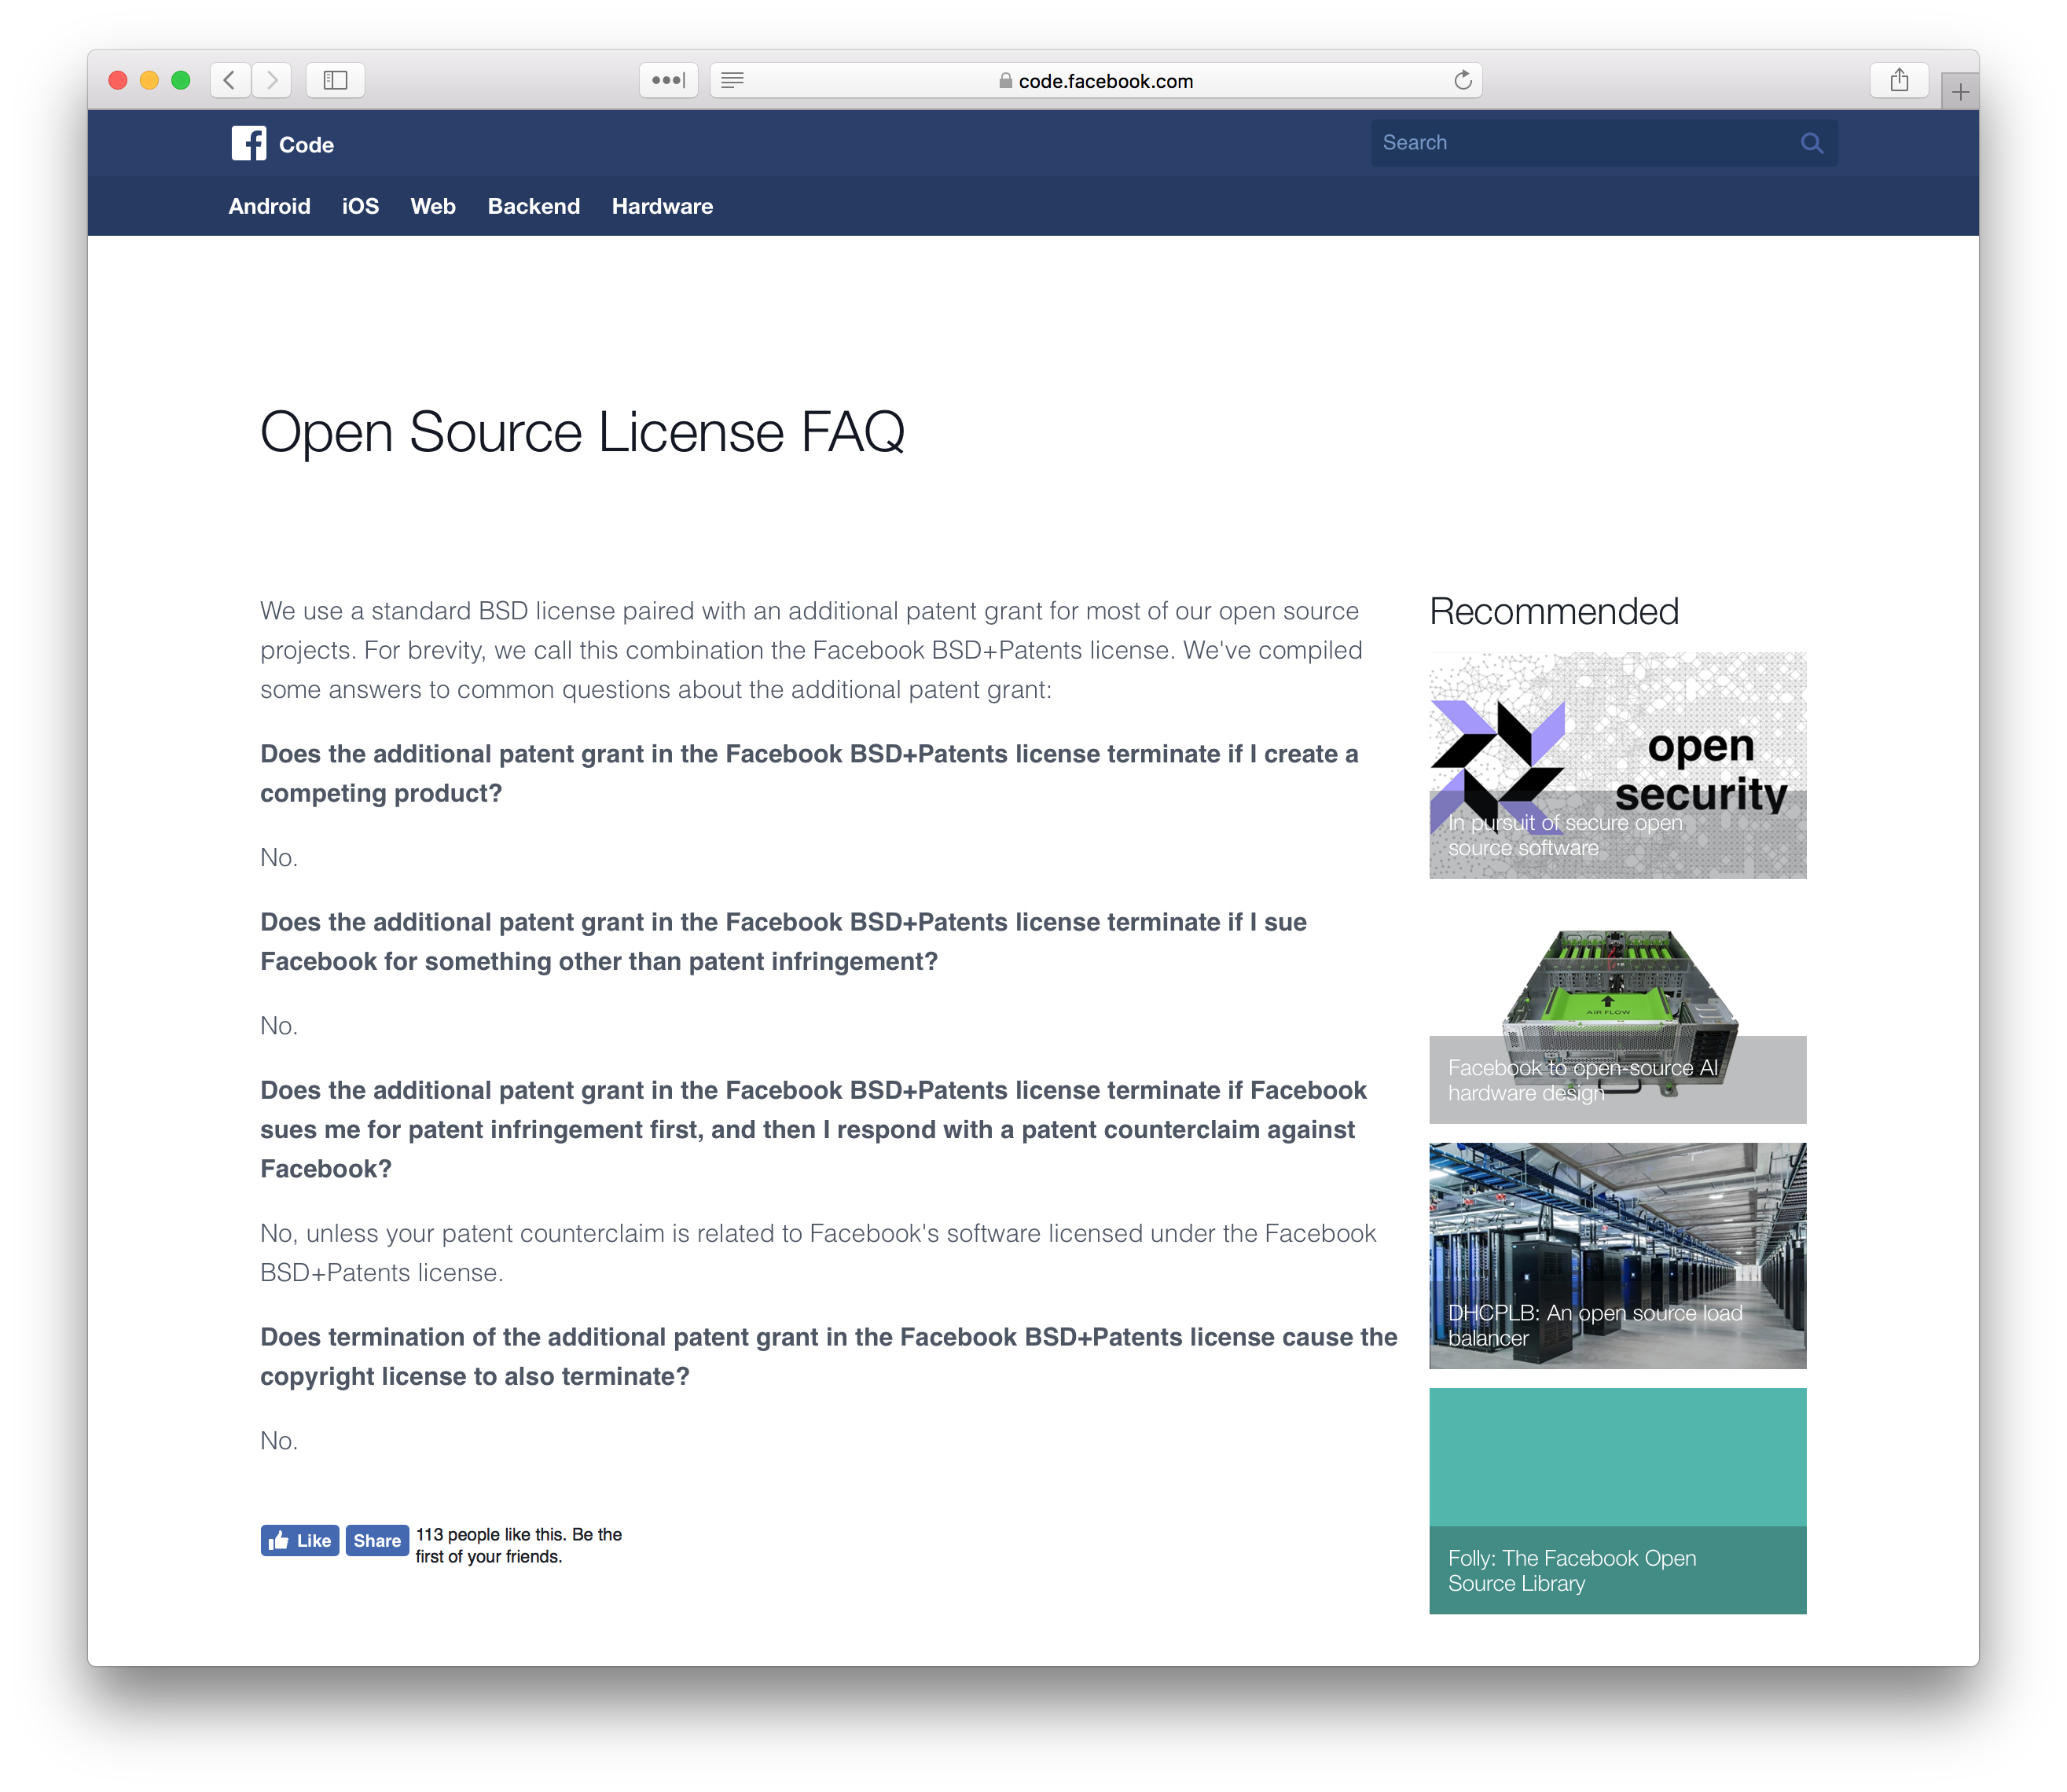 code.facebook.com
Code
Search
Android iOS Web Backend Hardware
Open Source License FAQ
We use a standard BSD license paired with an additional patent grant for most of our open source
projects. For brevity, we call this combination the Facebook BSD+Patents license. We've compiled
some answers to common questions about the additional patent grant:
Does the additional patent grant in the Facebook BSD+Patents license terminate if I create a
competing product?
No.
Does the additional patent grant in the Facebook BSD+Patents license terminate if I sue
Facebook for something other than patent infringement?
No.
Does the additional patent grant in the Facebook BSD+Patents license terminate if Facebook
sues me for patent infringement first, and then I respond with a patent counterclaim against
Facebook?
No, unless your patent counterclaim is related to Facebook's software licensed under the Facebook
BSD+Patents license.
Does termination of the additional patent grant in the Facebook BSD+Patents license cause the
copyright license to also terminate?
No.
Like Share 113 people like this. Be the
first of your friends.
Recommended
open
security
In pursuit of secure open
source software
AIR FLOW
Facebook to open-source AI
hardware design
DHCPLB: An open source load
balancer
Folly: The Facebook Open
Source Library